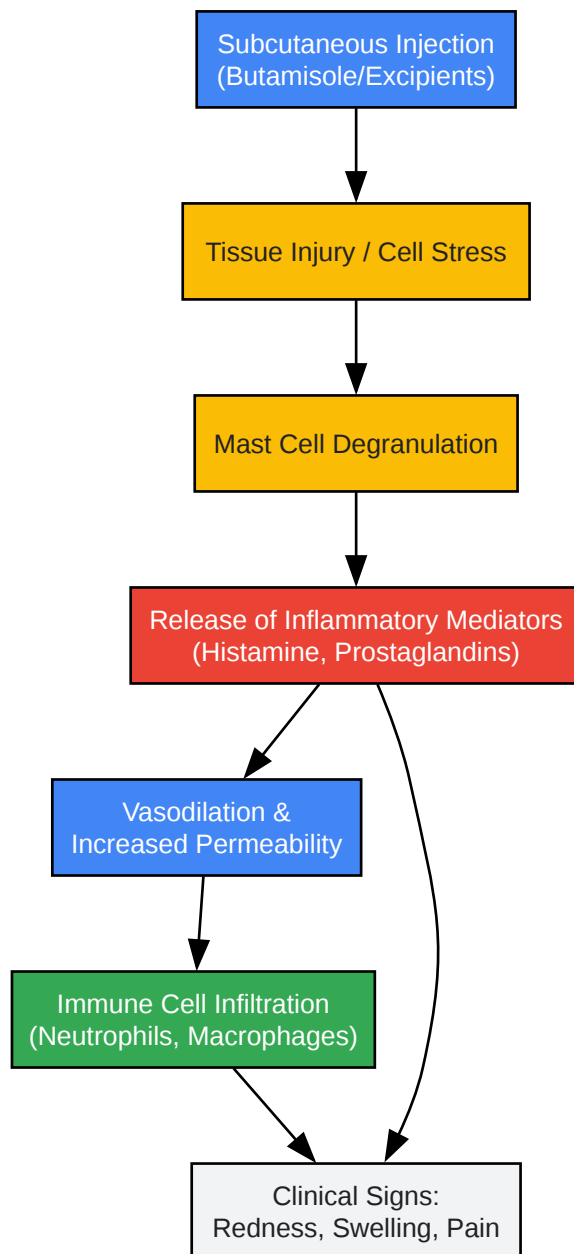 Subcutaneous Injection
(Butamisole/Excipients)
Tissue Injury / Cell Stress
Mast Cell Degranulation
Release of Inflammatory Mediators
(Histamine, Prostaglandins)
Vasodilation &
Increased Permeability
Immune Cell Infiltration
(Neutrophils, Macrophages)
Clinical Signs:
Redness, Swelling, Pain